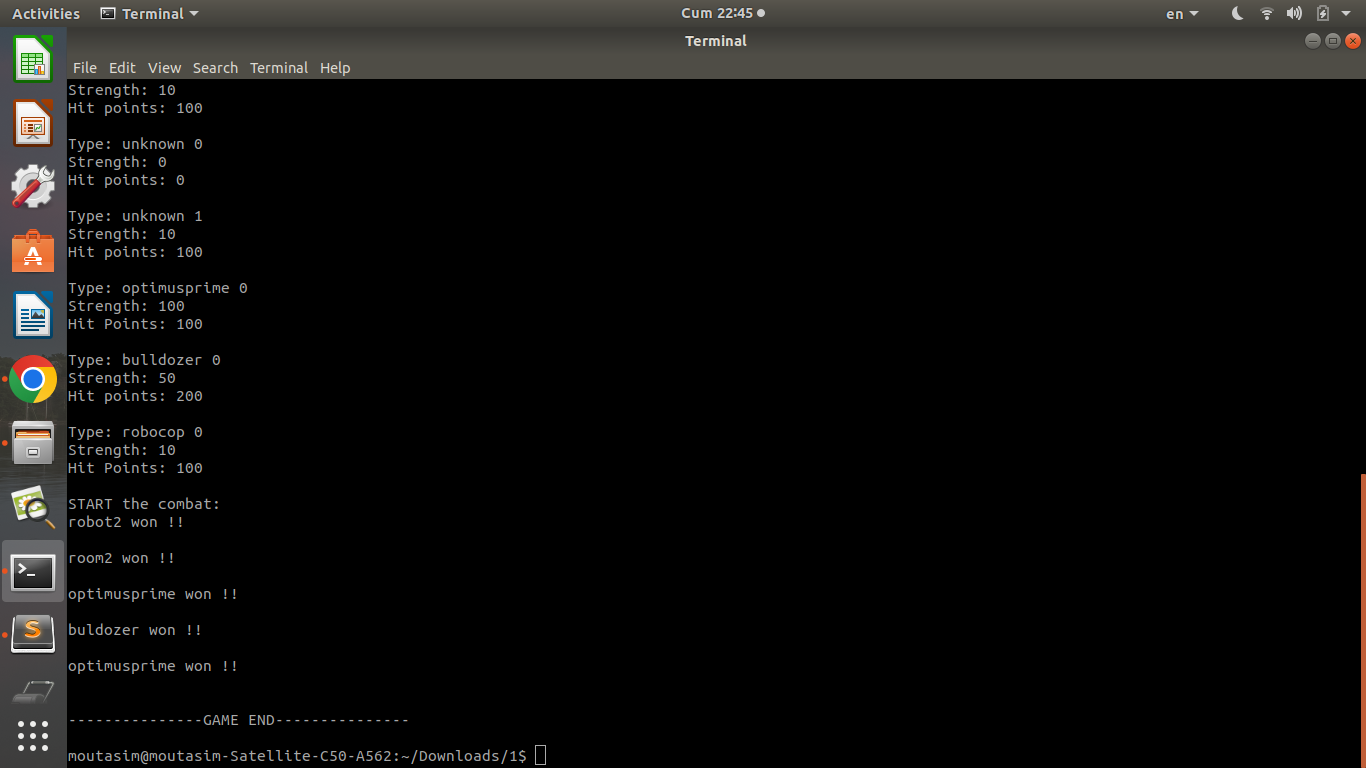 Activities Terminal Cum 22:45 en
Terminal
File Edit View Search Terminal Help
Strength: 10
Hit points: 100
Type: unknown 0
Strength: 0
Hit points: 0
Type: unknown 1
Strength: 10
Hit points: 100
Type: optimusprime 0
Strength: 100
Hit Points: 100
Type: bulldozer 0
Strength: 50
Hit points: 200
Type: robocop 0
Strength: 10
Hit Points: 100
START the combat:
robot2 won !!
room2 won !!
optimusprime won !!
buldozer won !!
optimusprime won !!
---------------GAME END---------------
moutasim@moutasim-Satellite-C50-A562:~/Downloads/1$